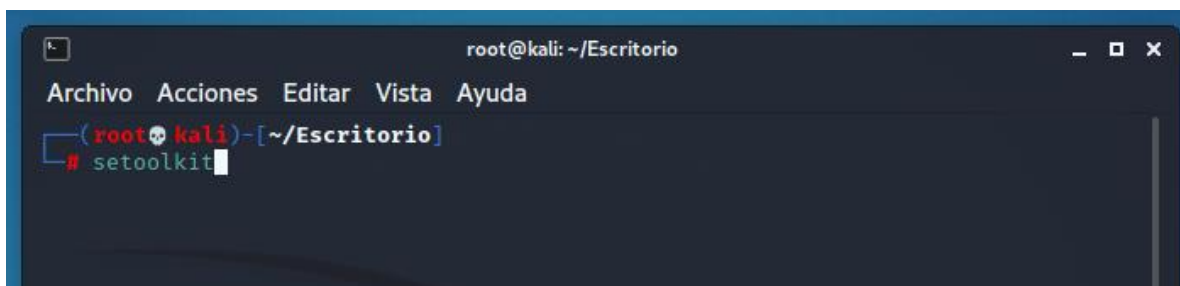 root@kali: ~/Escritorio
Archivo Acciones Editar Vista Ayuda
┌──(root💀kali)-[~/Escritorio]
└─# setoolkit